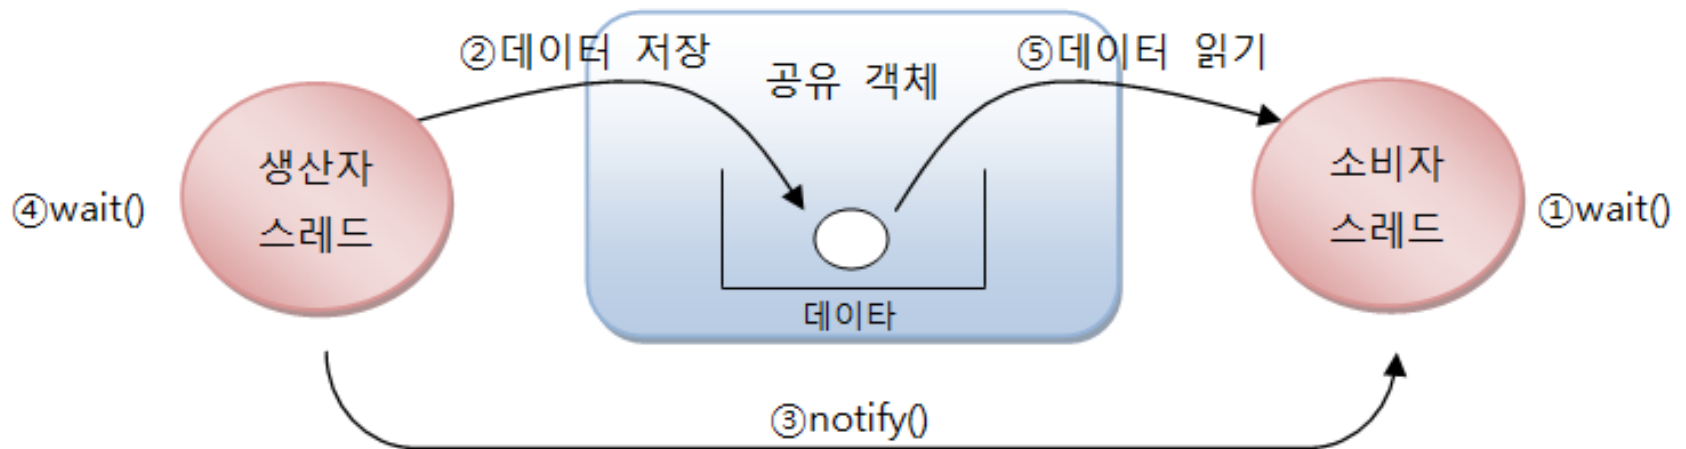 ②데이터 저장
⑤데이터 읽기
공유 객체
생산자
스레드
④wait()
소비자
스레드
①wait()
데이타
③notify()